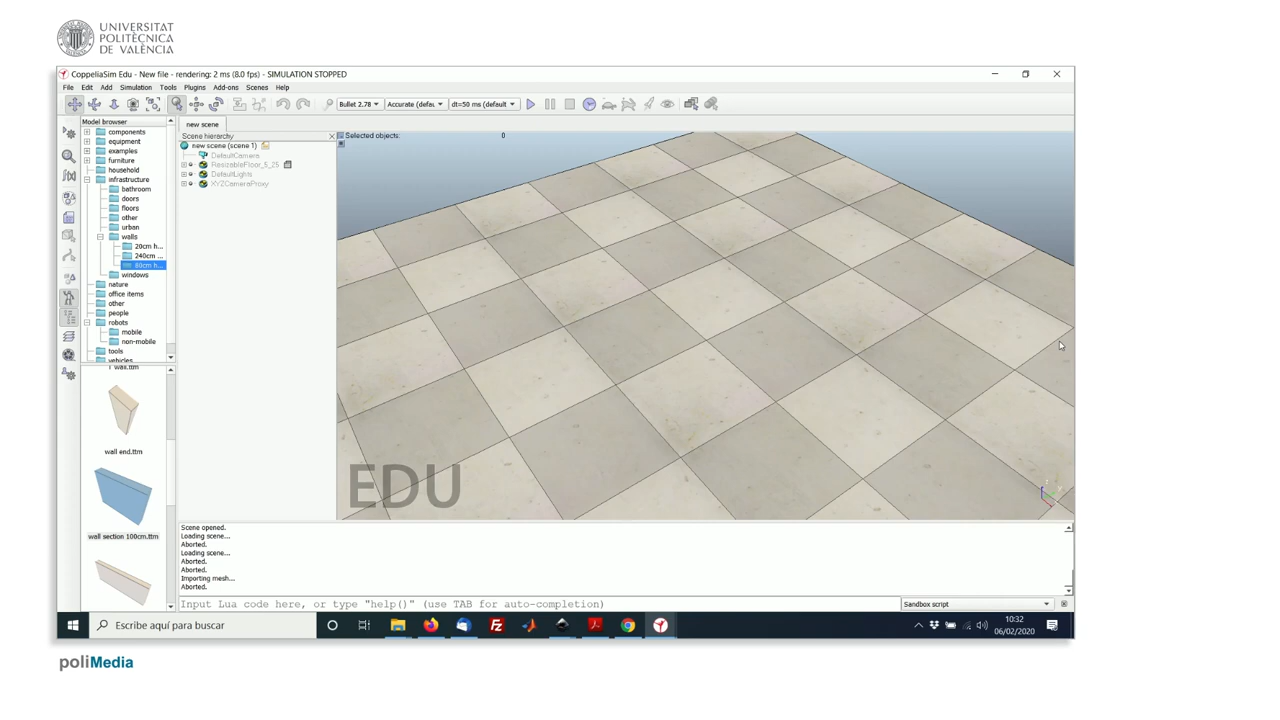 UNIVERSITAT
POLITÈCNICA
DE VALÈNCIA
CoppeliaSim Edu - New file - rendering: 2 ms (8.0 fps) - SIMULATION STOPPED
File Edit Add Simulation Tools Plugins Add-ons Scenes Help
Bullet 2.78 Accurate (defau dt=50 ms (default
Model browser
components
equipment
examples
furniture
household
infrastructure
bathroom
doors
floors
other
urban
walls
20cm h...
240cm ...
80cm h...
windows
nature
office items
other
people
robots
mobile
non-mobile
tools
vehicles
wall end.ttm
wall section 100cm.ttm
new scene
Scene hierarchy
new scene (scene 1)
DefaultCamera
ResizableFloor_5_25
DefaultLights
XYZCameraProxy
Selected objects: 0
EDU
Scene opened.
Loading scene...
Aborted.
Loading scene...
Aborted.
Aborted.
Importing mesh...
Aborted.
Input Lua code here, or type "help()" (use TAB for auto-completion)
Sandbox script
Escribe aquí para buscar
10:32
06/02/2020
poliMedia